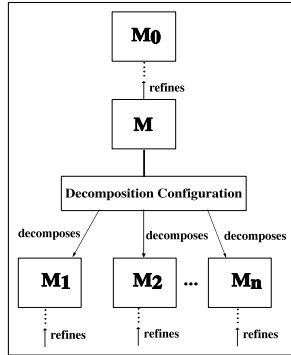 M0
refines
M
Decomposition Configuration
decomposes decomposes decomposes
M1 M2 ... Mn
refines refines refines